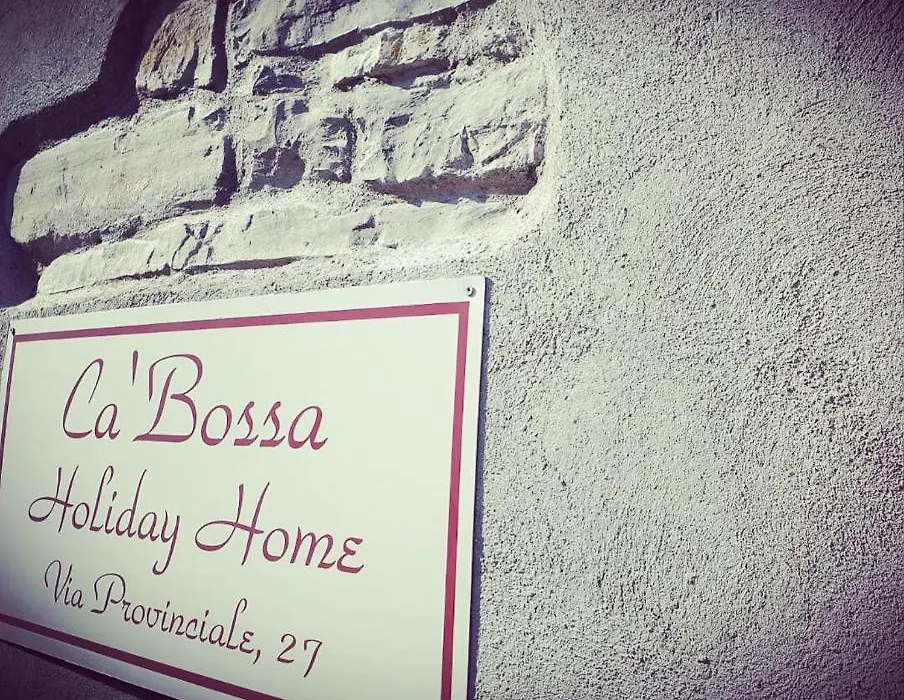 Ca'Bossa
Holiday Home
Via Provinciale, 27